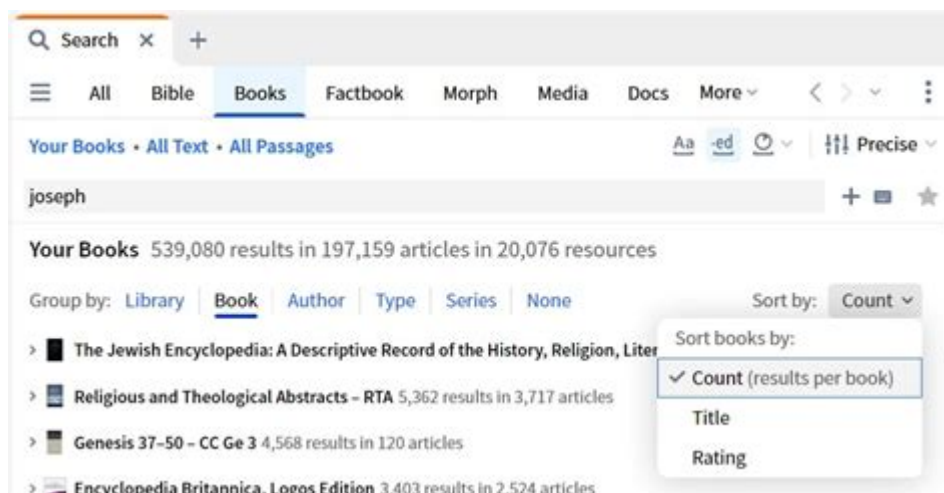 Search
All Bible Books Factbook Morph Media Docs More
Your Books • All Text • All Passages Aa -ed Precise
joseph
Your Books 539,080 results in 197,159 articles in 20,076 resources
Group by: Library Book Author Type Series None Sort by: Count
Sort books by:
The Jewish Encyclopedia: A Descriptive Record of the History, Religion, Liter
Count (results per book)
Religious and Theological Abstracts – RTA 5,362 results in 3,717 articles
Title
Genesis 37–50 – CC Ge 3 4,568 results in 120 articles
Rating
Encyclopedia Britannica, Logos Edition 3,403 results in 2,524 articles